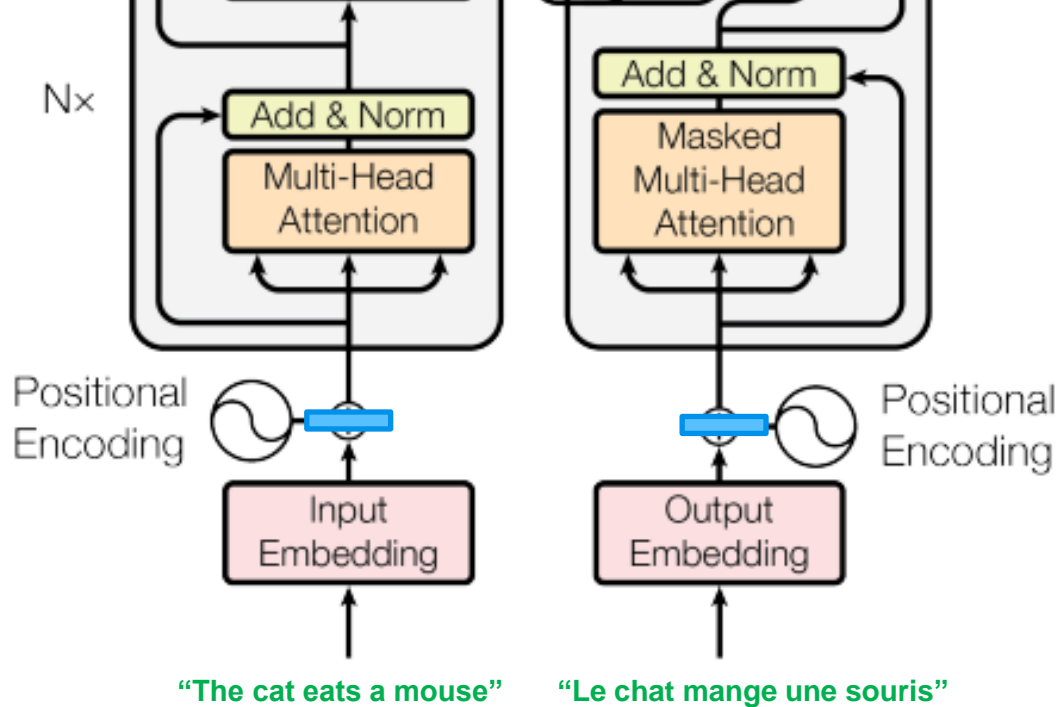 N×
Add & Norm
Multi-Head
Attention
Add & Norm
Masked
Multi-Head
Attention
Positional
Encoding
Positional
Encoding
Input
Embedding
Output
Embedding
“The cat eats a mouse”
“Le chat mange une souris”